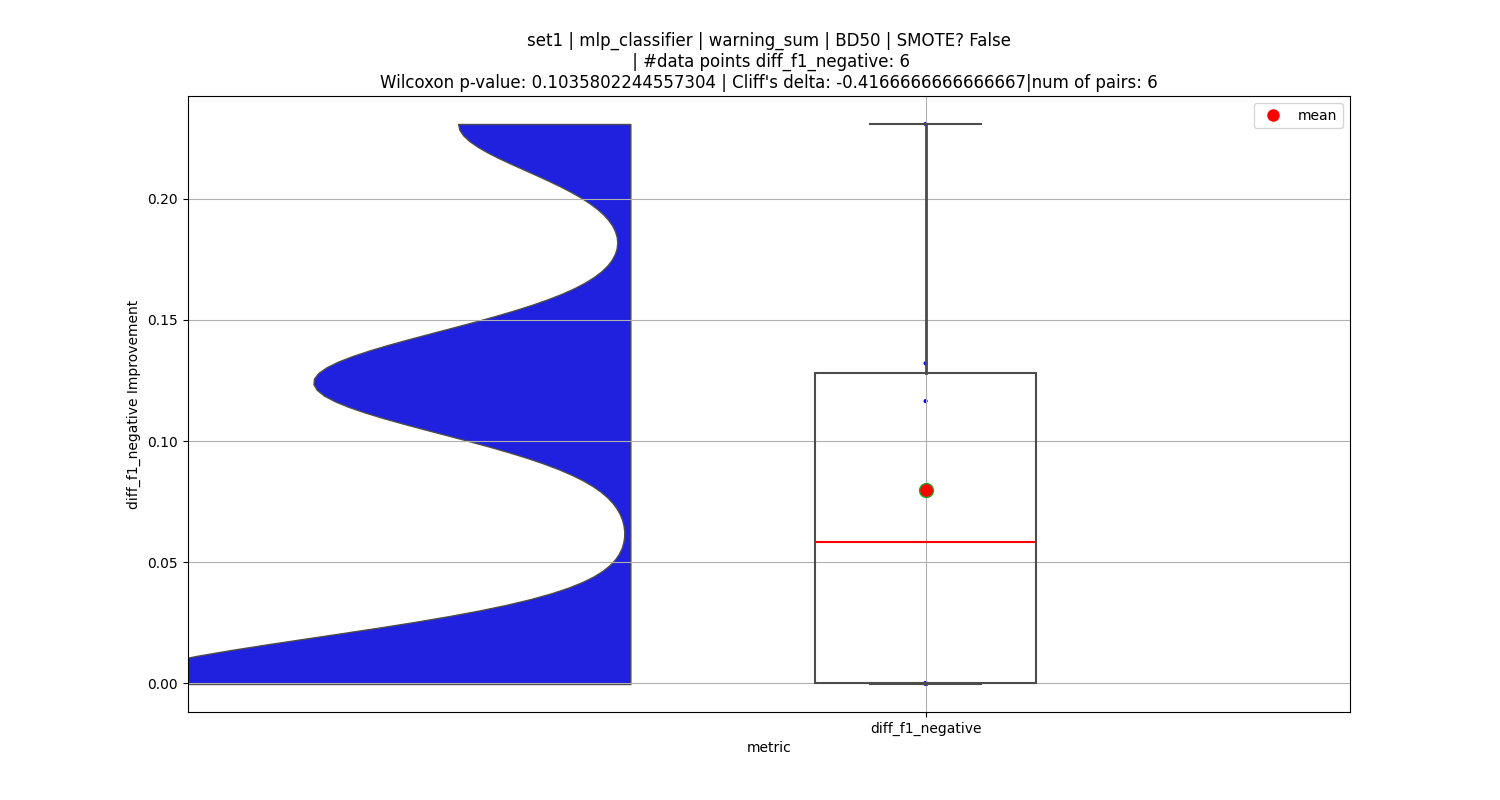 set1 | mlp_classifier | warning_sum | BD50 | SMOTE? False
| #data points diff_f1_negative: 6
Wilcoxon p-value: 0.1035802244557304 | Cliff's delta: -0.4166666666666667|num of pairs: 6
mean
0.20
0.15
0.10
0.05
0.00
diff_f1_negative Improvement
diff_f1_negative
metric